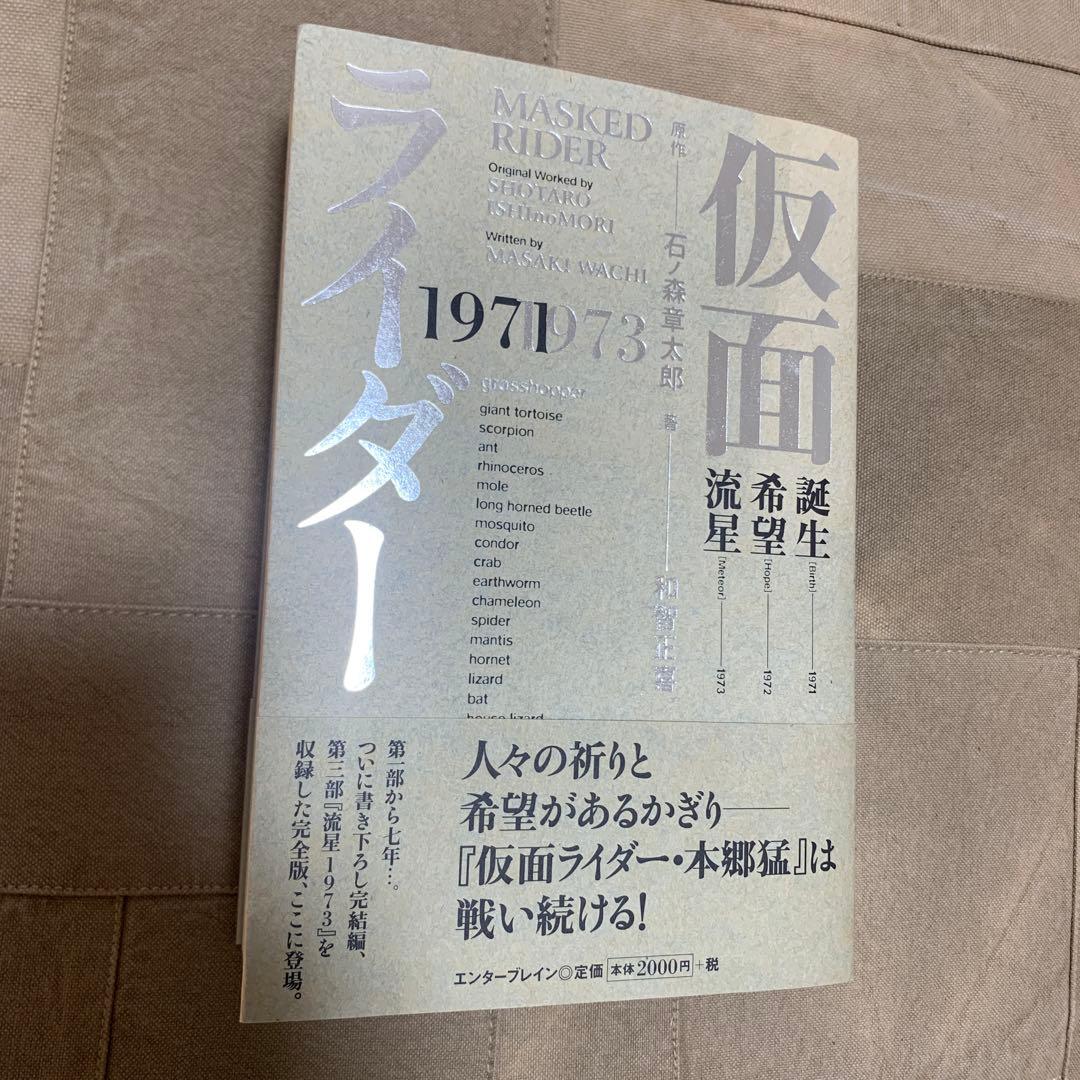 仮面
ライダー
MASKED
RIDER
Original Worked by
SHOTARO
ISHInoMORI
Written by
MASAKI WACHI
原作——石ノ森章太郎
著——和智正喜
1971
1973
誕生 [Birth]——1971
希望 [Hope]——1972
流星 [Meteor]——1973
grasshopper
giant tortoise
scorpion
ant
rhinoceros
mole
long horned beetle
mosquito
condor
crab
earthworm
chameleon
spider
mantis
hornet
lizard
bat
house lizard
人々の祈りと
希望があるかぎり——
『仮面ライダー・本郷猛』は
戦い続ける!
第一部から七年…。
ついに書き下ろし完結編、
第三部『流星1973』を
収録した完全版、ここに登場。
エンターブレイン◎定価 本体2000円+税